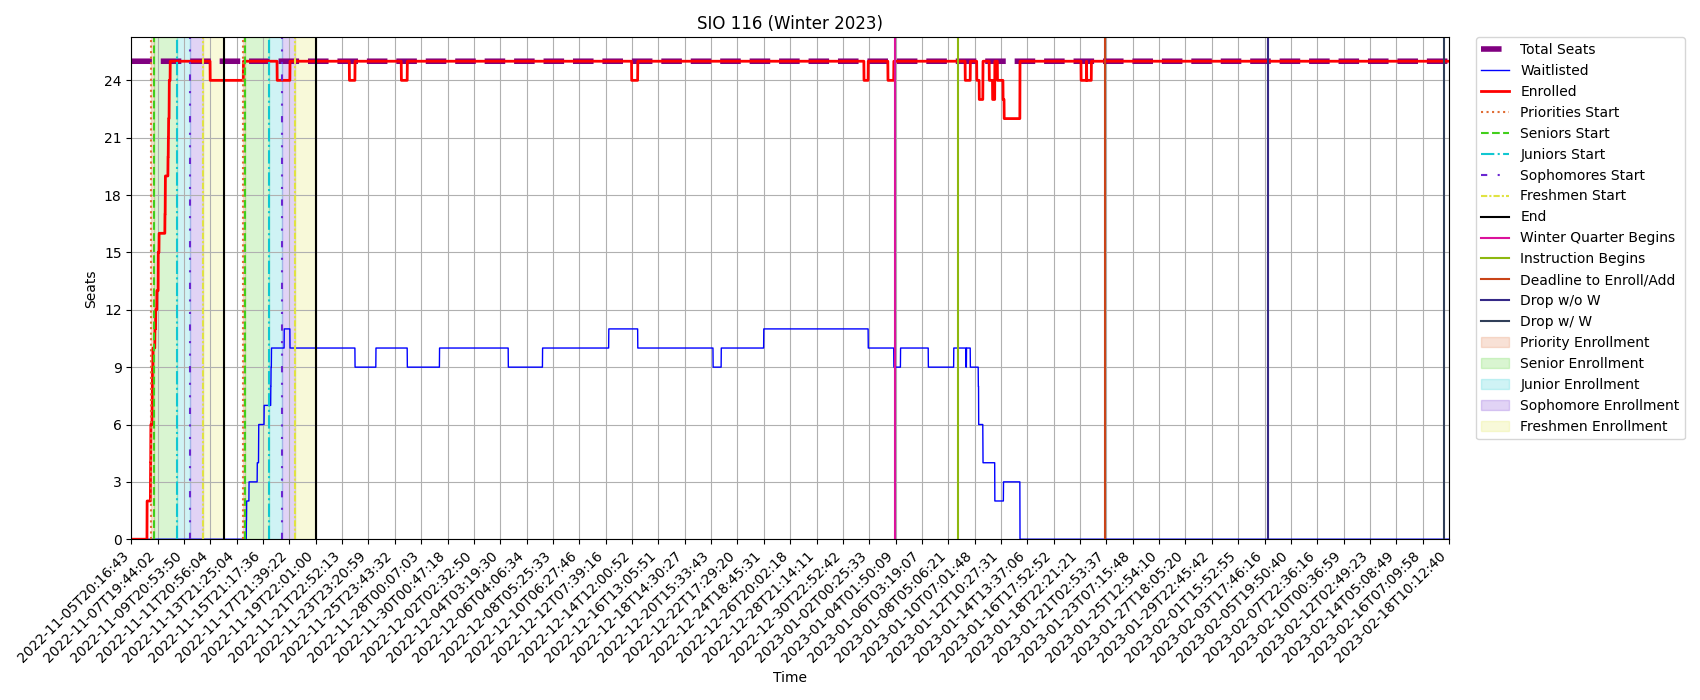 SIO 116 (Winter 2023)
Seats
24
21
18
15
12
9
6
3
0
2022-11-05T20:16:43
2022-11-07T19:44:02
2022-11-09T20:53:50
2022-11-11T20:56:04
2022-11-13T21:25:04
2022-11-15T21:17:36
2022-11-17T21:39:22
2022-11-19T22:01:00
2022-11-21T22:52:13
2022-11-23T23:20:59
2022-11-25T23:43:32
2022-11-28T00:07:03
2022-11-30T00:47:18
2022-12-02T02:32:50
2022-12-04T03:19:30
2022-12-06T04:06:34
2022-12-08T05:25:33
2022-12-10T06:27:46
2022-12-12T07:39:16
2022-12-14T12:00:52
2022-12-16T13:05:51
2022-12-18T14:30:27
2022-12-20T15:33:43
2022-12-22T17:29:20
2022-12-24T18:45:31
2022-12-26T20:02:18
2022-12-28T21:14:11
2022-12-30T22:52:42
2023-01-02T00:25:33
2023-01-04T01:50:09
2023-01-06T03:19:07
2023-01-08T05:06:21
2023-01-10T07:01:48
2023-01-12T10:27:31
2023-01-14T14:37:06
2023-01-16T17:52:52
2023-01-18T22:21:21
2023-01-21T02:53:37
2023-01-23T07:15:48
2023-01-25T12:54:10
2023-01-27T18:05:20
2023-01-29T22:45:42
2023-02-01T15:52:55
2023-02-03T17:46:16
2023-02-05T19:50:40
2023-02-07T22:36:16
2023-02-10T00:36:59
2023-02-12T02:49:23
2023-02-14T05:08:49
2023-02-16T07:09:58
2023-02-18T10:12:40
Time
Total Seats
Waitlisted
Enrolled
Priorities Start
Seniors Start
Juniors Start
Sophomores Start
Freshmen Start
End
Winter Quarter Begins
Instruction Begins
Deadline to Enroll/Add
Drop w/o W
Drop w/ W
Priority Enrollment
Senior Enrollment
Junior Enrollment
Sophomore Enrollment
Freshmen Enrollment